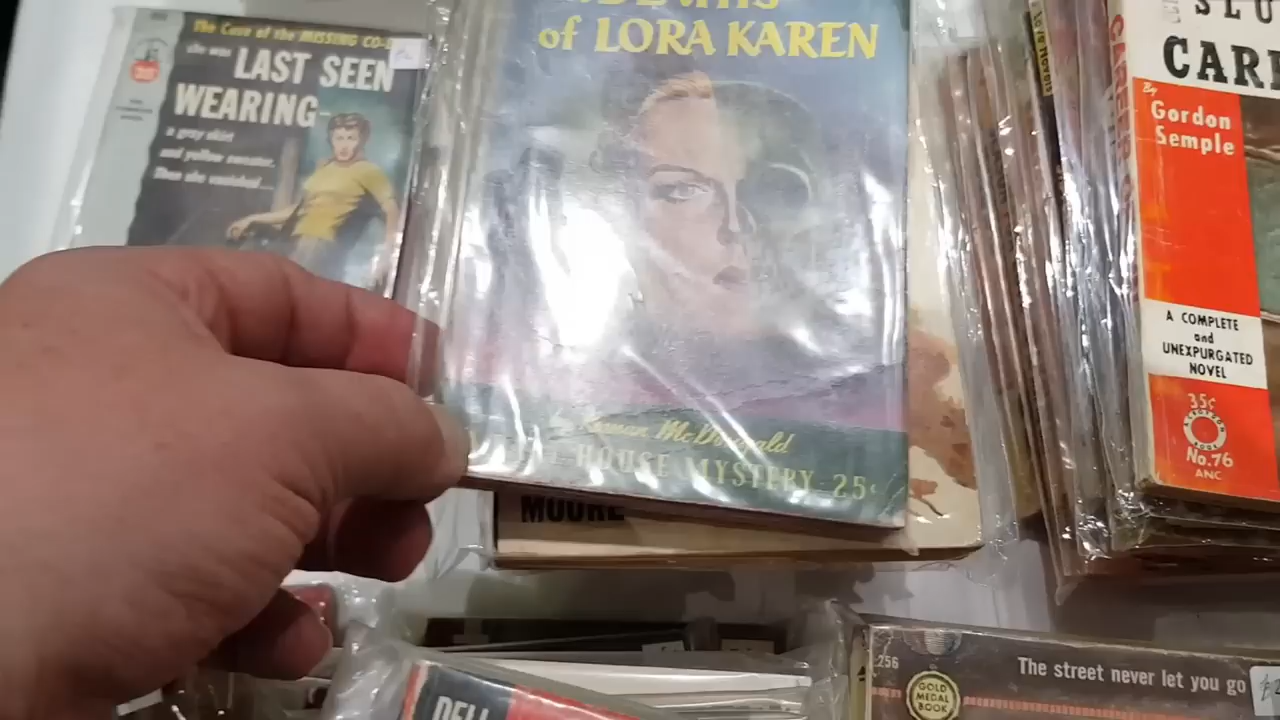 The Case of the MISSING CO-
she was LAST SEEN
WEARING
a gray skirt
and yellow sweater.
Then she vanished....
of LORA KAREN
McDougald
HOUSE MYSTERY 25¢
MOORE
SLU
CAR
By
Gordon
Semple
A COMPLETE
and
UNEXPURGATED
NOVEL
35¢
No.76
ANC
DELL
256
GOLD
MEDAL
BOOK
The street never let you go